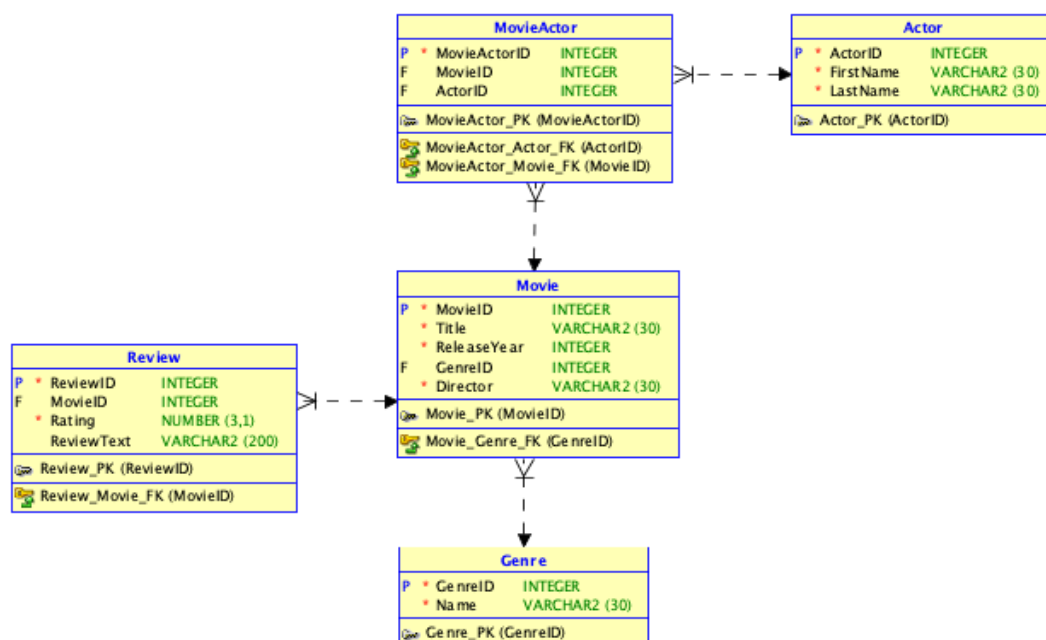 MovieActor
P * MovieActorID INTEGER
F MovieID INTEGER
F ActorID INTEGER
MovieActor_PK (MovieActorID)
MovieActor_Actor_FK (ActorID)
MovieActor_Movie_FK (MovieID)
Actor
P * ActorID INTEGER
* FirstName VARCHAR2 (30)
* LastName VARCHAR2 (30)
Actor_PK (ActorID)
Movie
P * MovieID INTEGER
* Title VARCHAR2 (30)
* ReleaseYear INTEGER
F GenreID INTEGER
* Director VARCHAR2 (30)
Movie_PK (MovieID)
Movie_Genre_FK (GenreID)
Review
P * ReviewID INTEGER
F MovieID INTEGER
* Rating NUMBER (3,1)
ReviewText VARCHAR2 (200)
Review_PK (ReviewID)
Review_Movie_FK (MovieID)
Genre
P * GenreID INTEGER
* Name VARCHAR2 (30)
Genre_PK (GenreID)